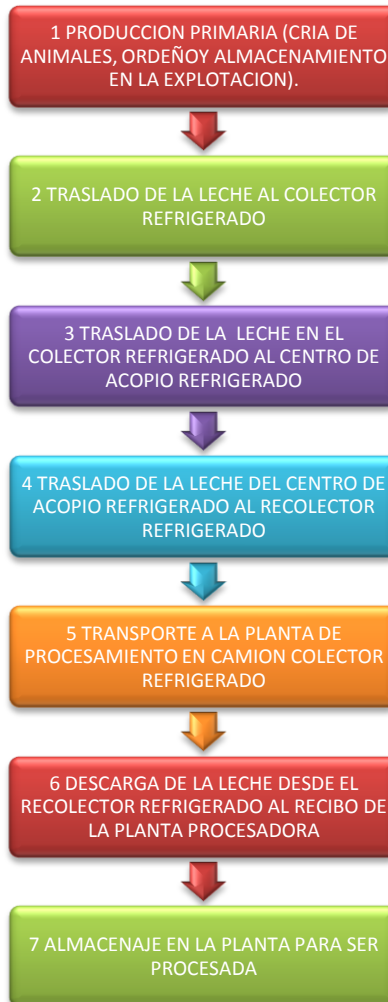 1 PRODUCCION PRIMARIA (CRIA DE
ANIMALES, ORDEÑOY ALMACENAMIENTO
EN LA EXPLOTACION).
2 TRASLADO DE LA LECHE AL COLECTOR
REFRIGERADO
3 TRASLADO DE LA LECHE EN EL
COLECTOR REFRIGERADO AL CENTRO DE
ACOPIO REFRIGERADO
4 TRASLADO DE LA LECHE DEL CENTRO DE
ACOPIO REFRIGERADO AL RECOLECTOR
REFRIGERADO
5 TRANSPORTE A LA PLANTA DE
PROCESAMIENTO EN CAMION COLECTOR
REFRIGERADO
6 DESCARGA DE LA LECHE DESDE EL
RECOLECTOR REFRIGERADO AL RECIBO DE
LA PLANTA PROCESADORA
7 ALMACENAJE EN LA PLANTA PARA SER
PROCESADA